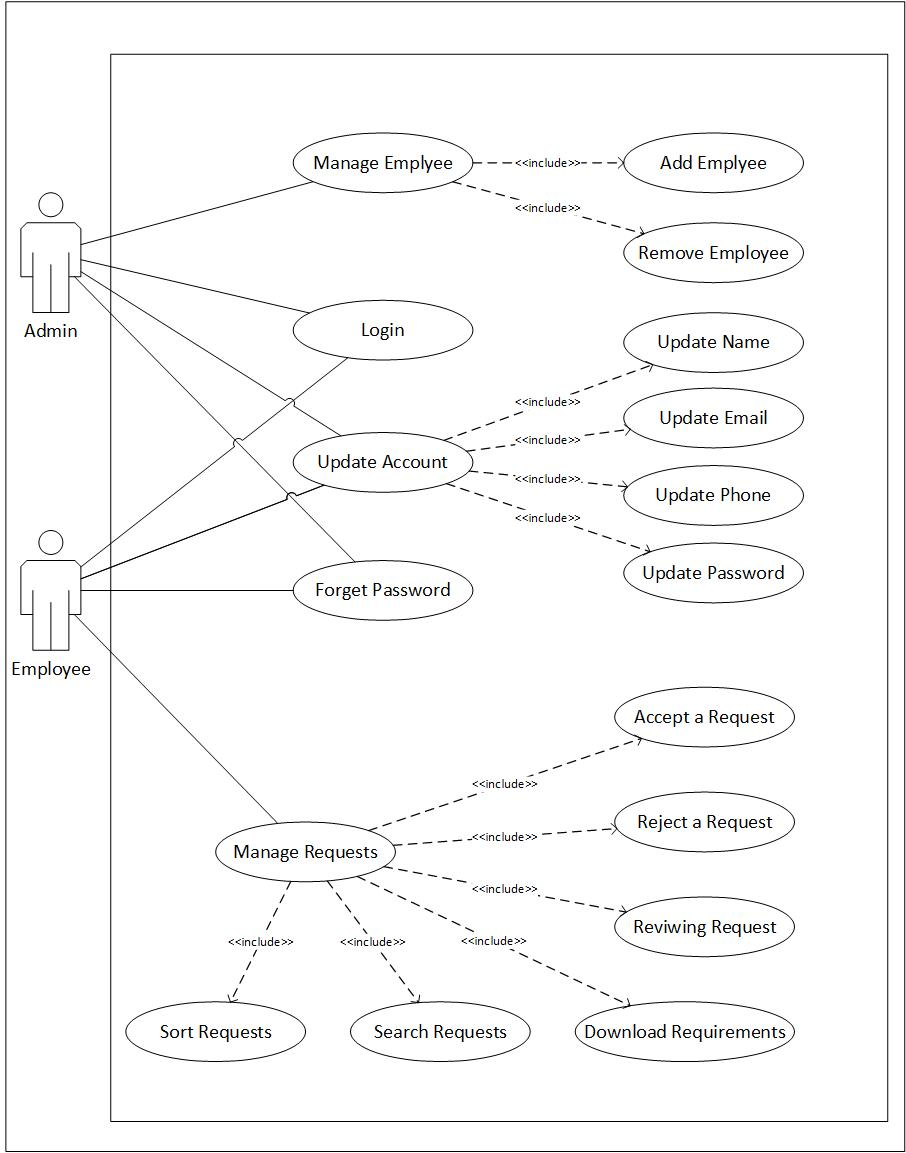 Manage Emplyee
<<include>>
Add Emplyee
<<include>>
Remove Employee
Admin
Login
Update Name
<<include>>
Update Email
<<include>>
Update Account
<<include>>
Update Phone
<<include>>
Update Password
Forget Password
Employee
Accept a Request
<<include>>
Reject a Request
<<include>>
Manage Requests
<<include>>
Reviwing Request
<<include>>
<<include>>
<<include>>
Sort Requests
Search Requests
Download Requirements